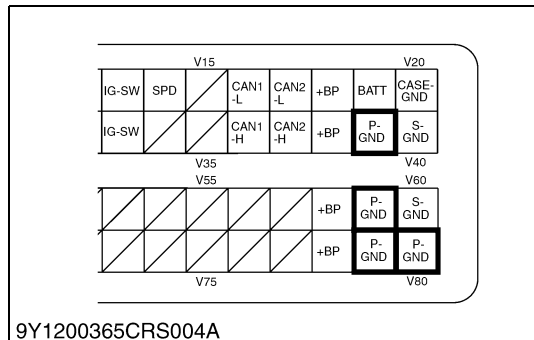 V15 V20
IG-SW SPD CAN1-L CAN2-L +BP BATT CASE-GND
IG-SW CAN1-H CAN2-H +BP P-GND S-GND
V35 V40
V55 V60
+BP P-GND S-GND
+BP P-GND P-GND
V75 V80
9Y1200365CRS004A